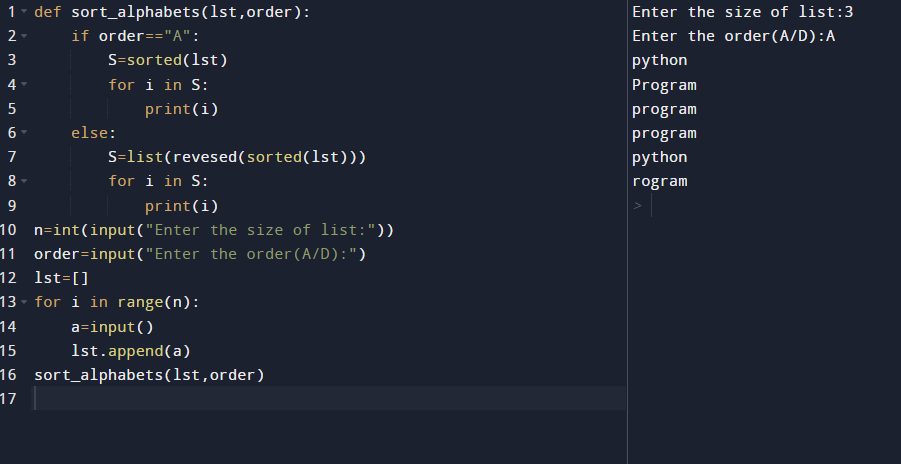 1 def sort_alphabets(lst,order):
2     if order=="A":
3         S=sorted(lst)
4         for i in S:
5             print(i)
6     else:
7         S=list(revesed(sorted(lst)))
8         for i in S:
9             print(i)
10 n=int(input("Enter the size of list:"))
11 order=input("Enter the order(A/D):")
12 lst=[]
13 for i in range(n):
14     a=input()
15     lst.append(a)
16 sort_alphabets(lst,order)
17
Enter the size of list:3
Enter the order(A/D):A
python
Program
program
program
python
rogram
>